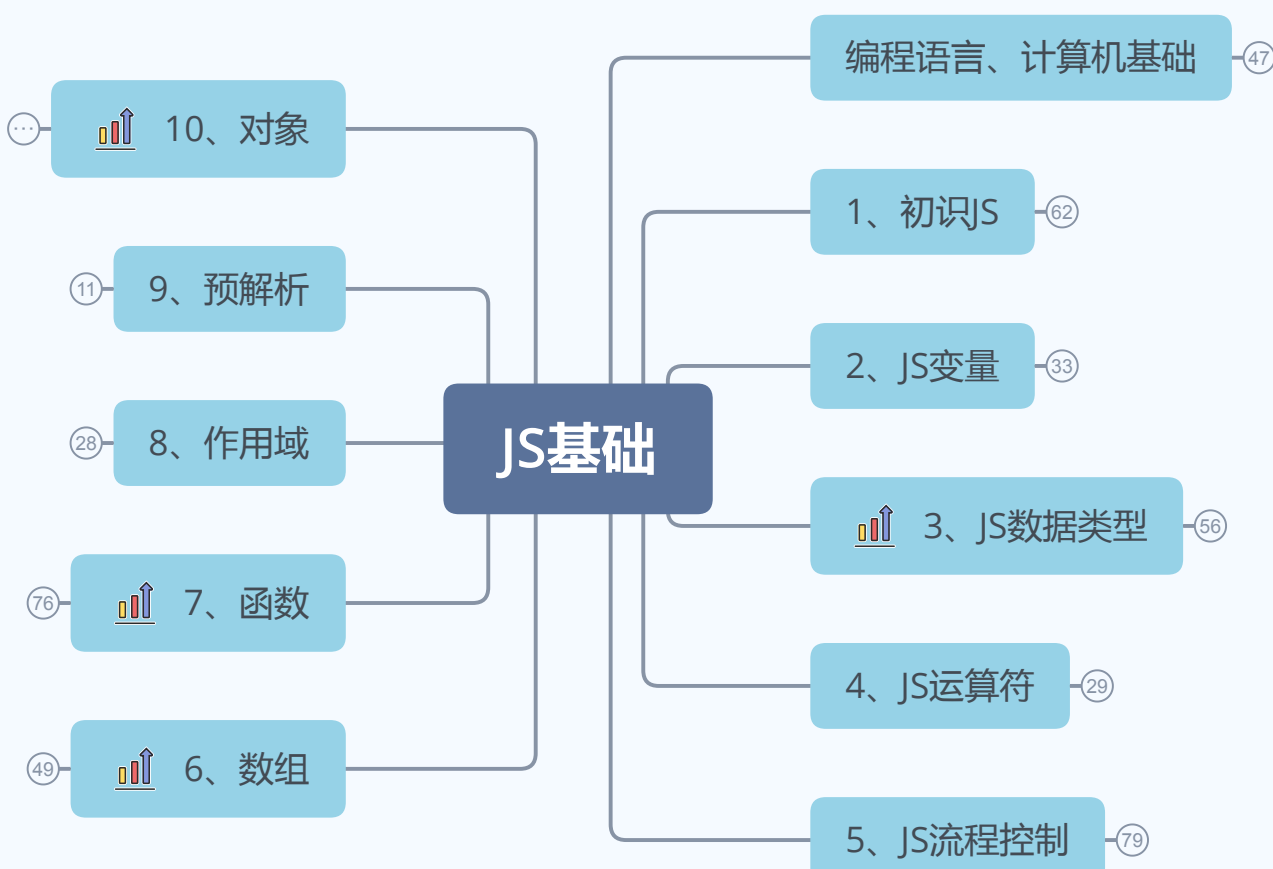 JS基础
编程语言、计算机基础
47
1、初识JS
62
2、JS变量
33
3、JS数据类型
56
4、JS运算符
29
5、JS流程控制
79
6、数组
49
7、函数
76
8、作用域
28
9、预解析
11
10、对象
···